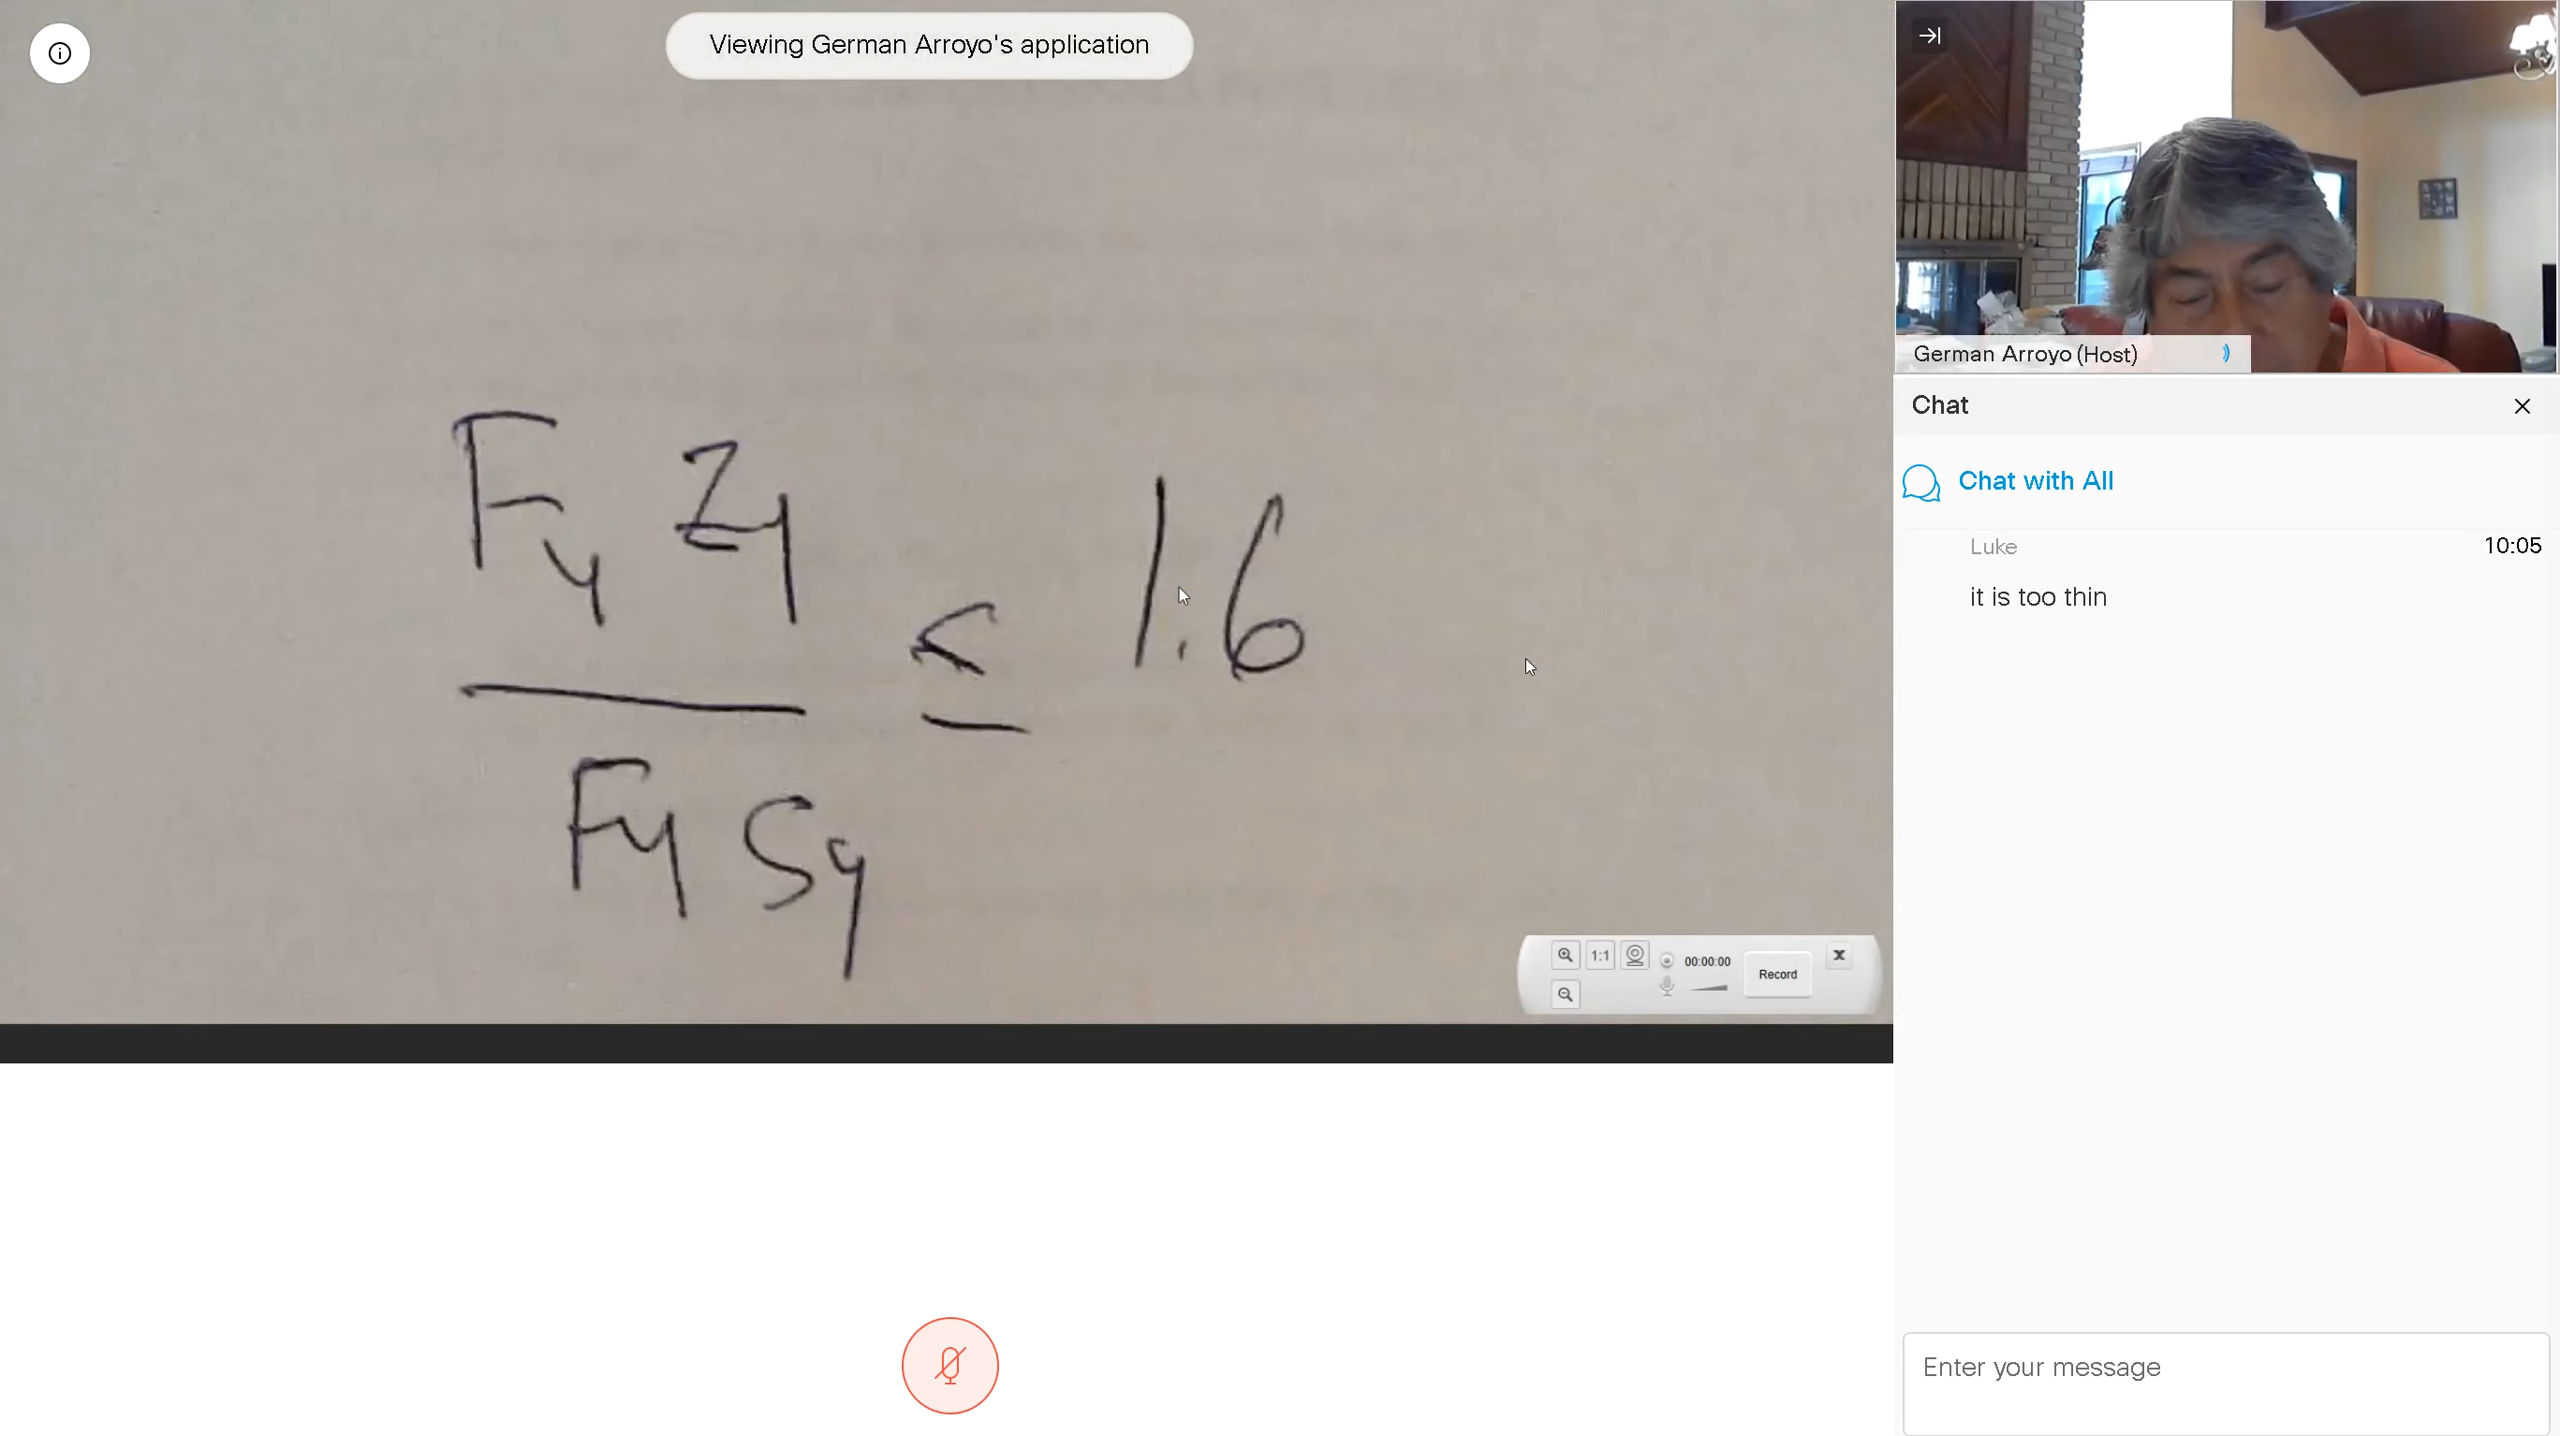 Viewing German Arroyo's application
Fy Zy
≤ 1.6
Fy Sy
1:1
00:00:00
Record
German Arroyo (Host)
Chat
Chat with All
Luke 10:05
it is too thin
Enter your message